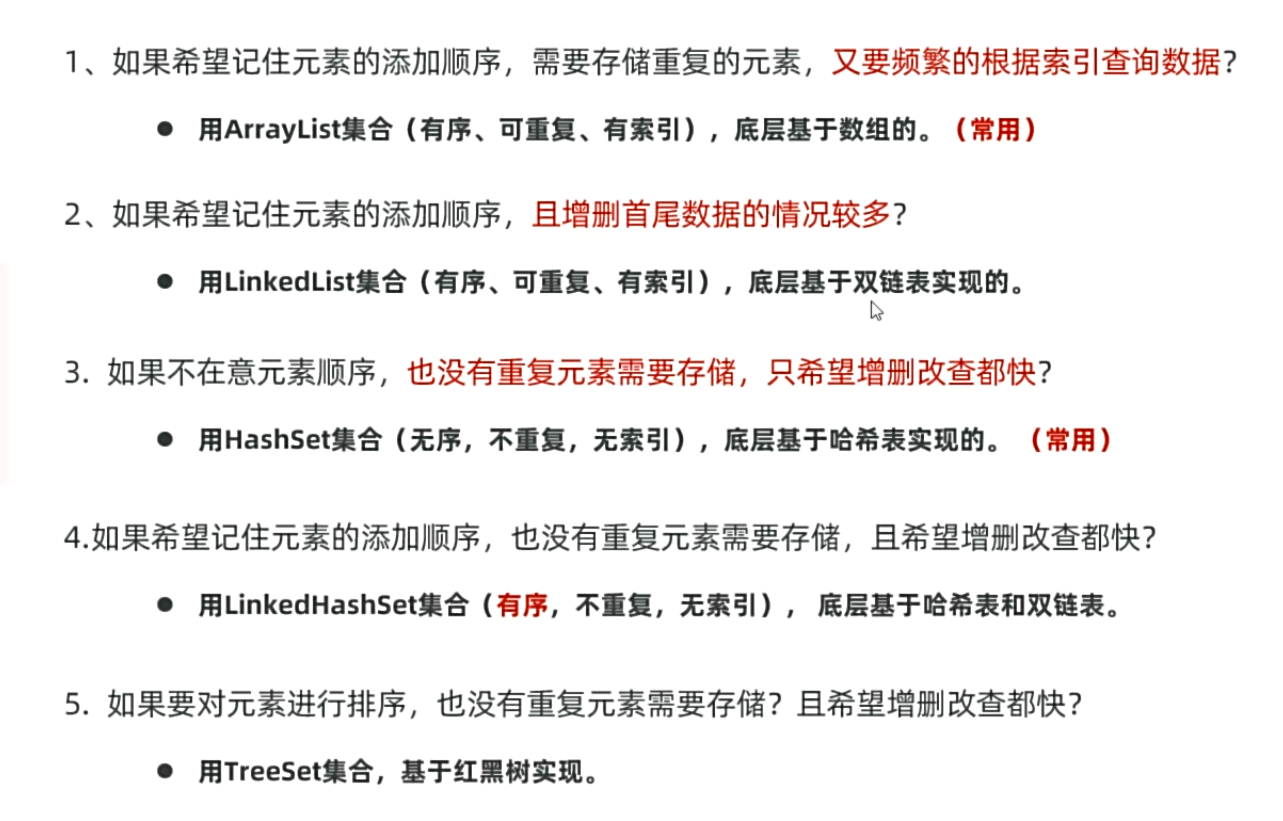 1、如果希望记住元素的添加顺序，需要存储重复的元素，又要频繁的根据索引查询数据？
● 用ArrayList集合（有序、可重复、有索引），底层基于数组的。（常用）
2、如果希望记住元素的添加顺序，且增删首尾数据的情况较多？
● 用LinkedList集合（有序、可重复、有索引），底层基于双链表实现的。
3. 如果不在意元素顺序，也没有重复元素需要存储，只希望增删改查都快？
● 用HashSet集合（无序，不重复，无索引），底层基于哈希表实现的。（常用）
4.如果希望记住元素的添加顺序，也没有重复元素需要存储，且希望增删改查都快？
● 用LinkedHashSet集合（有序，不重复，无索引），底层基于哈希表和双链表。
5. 如果要对元素进行排序，也没有重复元素需要存储？且希望增删改查都快？
● 用TreeSet集合，基于红黑树实现。